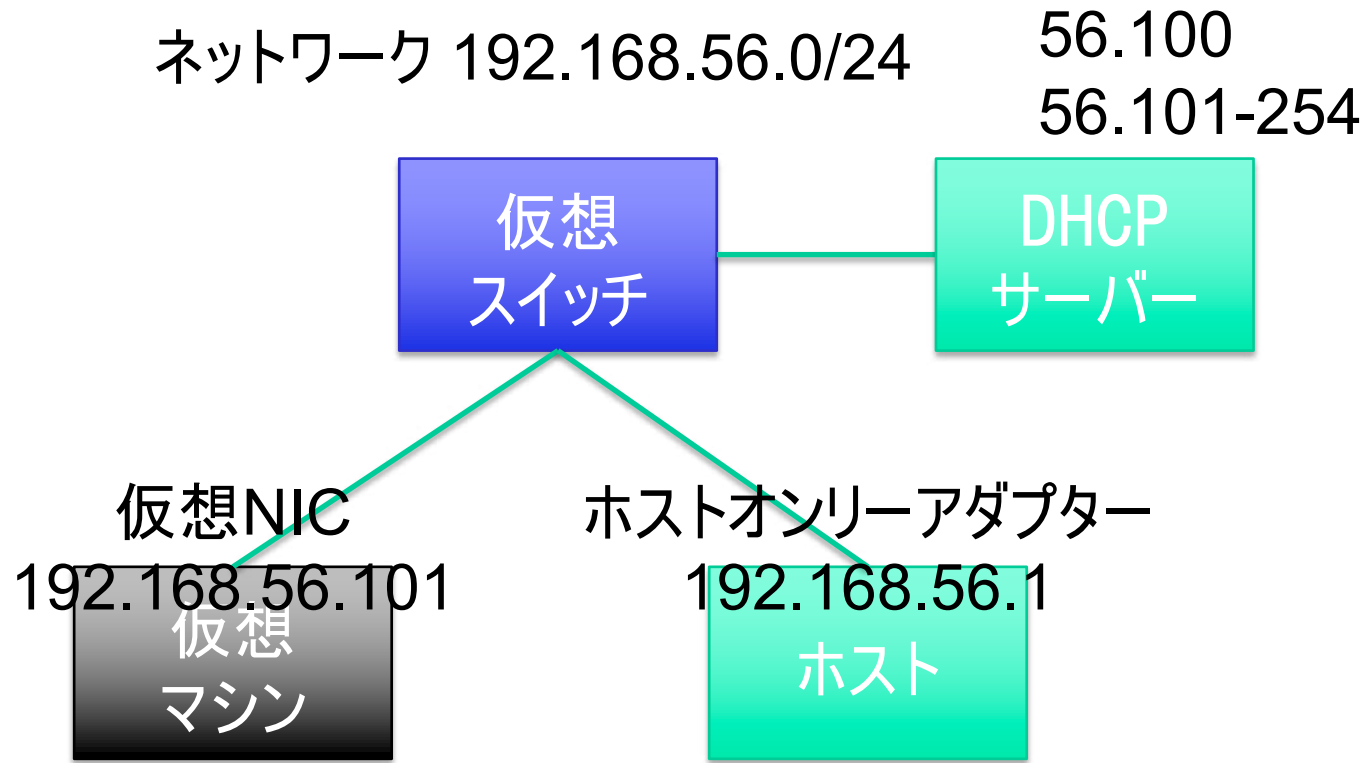 ネットワーク 192.168.56.0/24
56.100
56.101-254
仮想
スイッチ
DHCP
サーバー
仮想NIC
192.168.56.101
仮想
マシン
ホストオンリーアダプター
192.168.56.1
ホスト